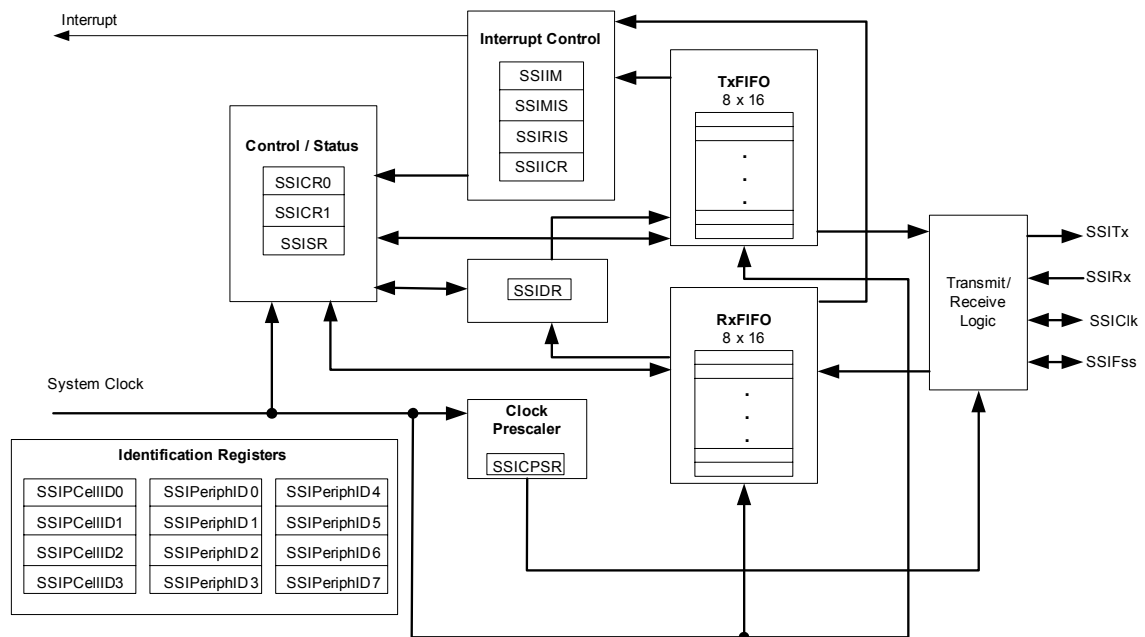 Interrupt
Interrupt Control
SSIIM
SSIMIS
SSIRIS
SSIICR
TxFIFO
8 x 16
.
.
.
Control / Status
SSICR0
SSICR1
SSISR
SSIDR
RxFIFO
8 x 16
.
.
.
Transmit/
Receive
Logic
SSITx
SSIRx
SSIClk
SSIFss
System Clock
Clock
Prescaler
SSICPSR
Identification Registers
SSIPCellID0
SSIPCellID1
SSIPCellID2
SSIPCellID3
SSIPeriphID0
SSIPeriphID1
SSIPeriphID2
SSIPeriphID3
SSIPeriphID4
SSIPeriphID5
SSIPeriphID6
SSIPeriphID7